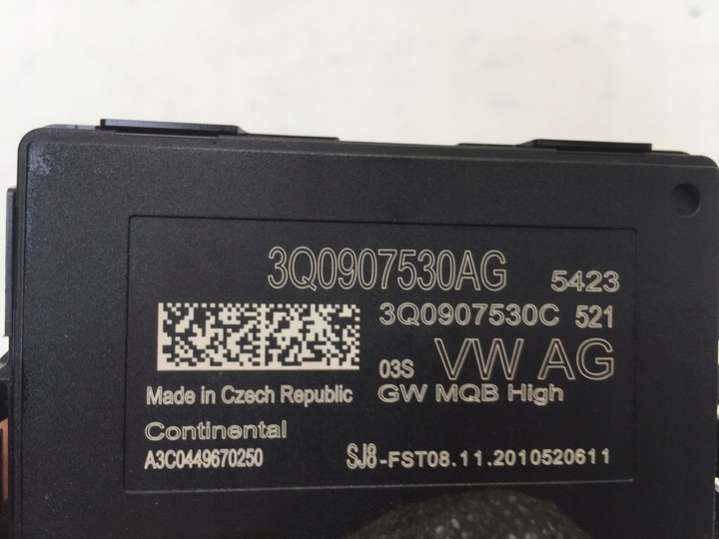 3Q0907530AG 5423
3Q0907530C 521
03S VW AG
Made in Czech Republic GW MQB High
Continental
A3C0449670250 SJ8-FST08.11.2010520611